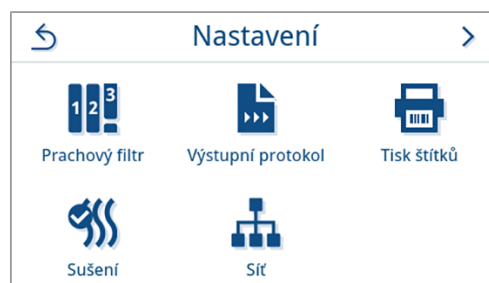 Nastavení
1 2 3
Prachový filtr
Výstupní protokol
Tisk štítků
Sušení
Síť